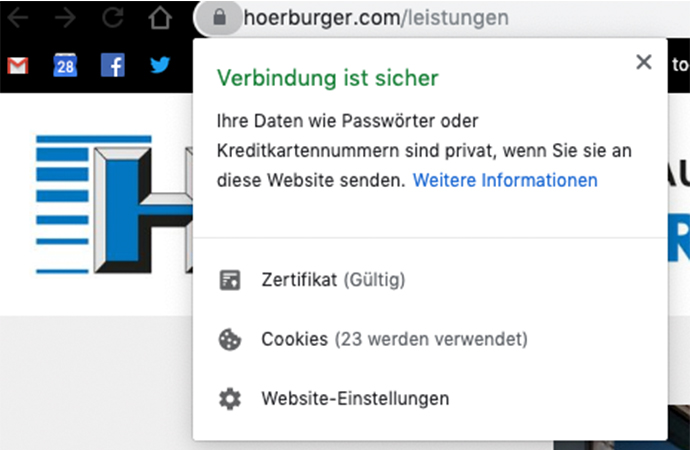 hoerburger.com/leistungen
28
to
Verbindung ist sicher
Ihre Daten wie Passwörter oder
Kreditkartennummern sind privat, wenn Sie sie an
diese Website senden. Weitere Informationen
Zertifikat (Gültig)
Cookies (23 werden verwendet)
Website-Einstellungen